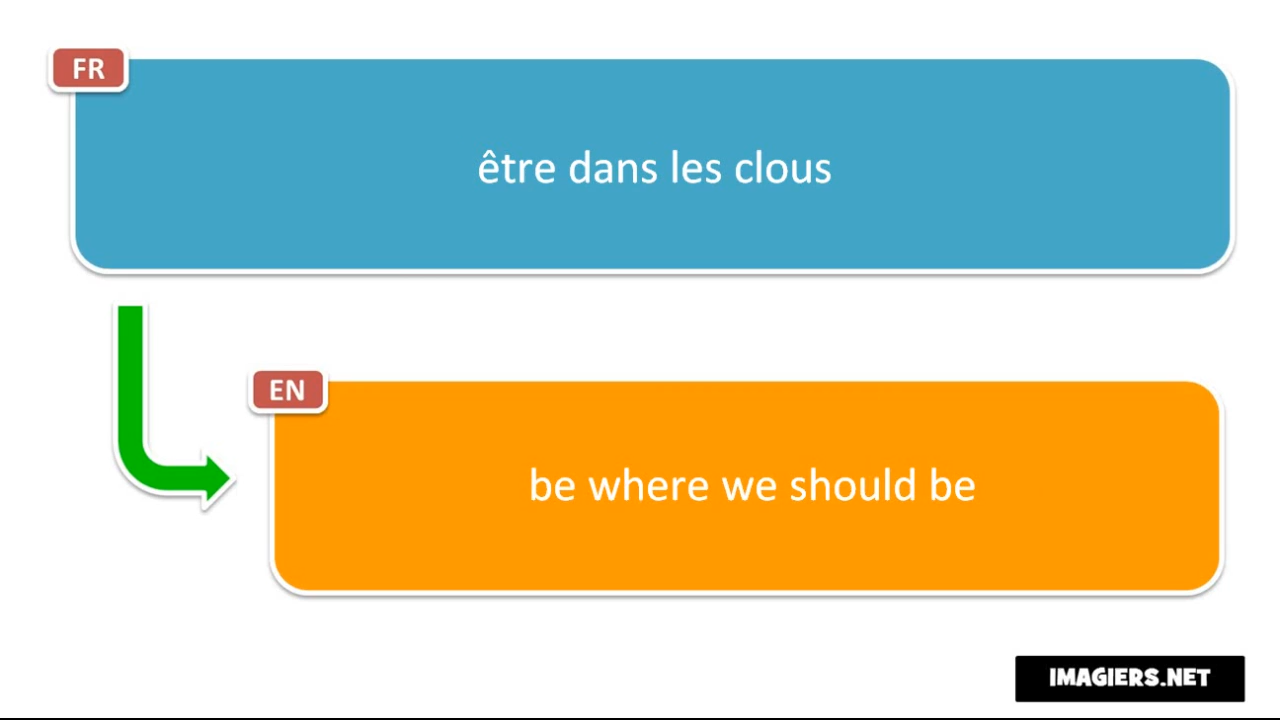 FR
être dans les clous
EN
be where we should be
IMAGIERS.NET